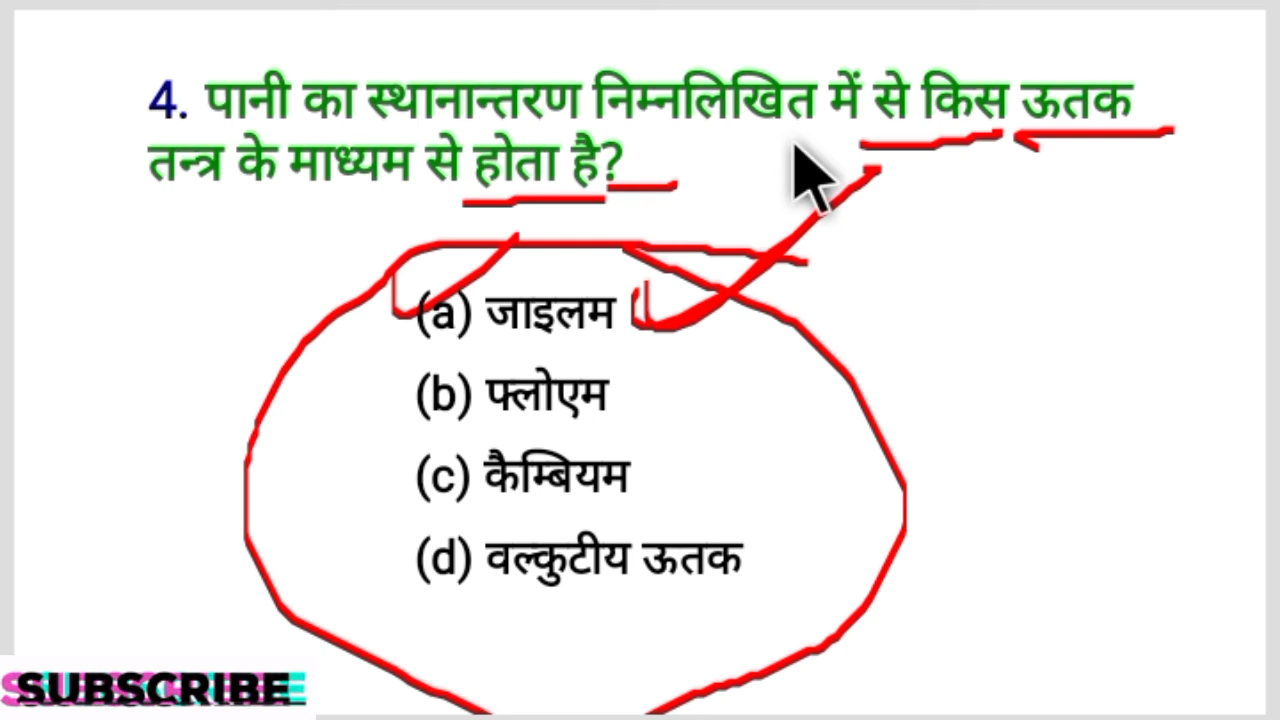 4. पानी का स्थानान्तरण निम्नलिखित में से किस ऊतक
तन्त्र के माध्यम से होता है?
(a) जाइलम
(b) फ्लोएम
(c) कैम्बियम
(d) वल्कुटीय ऊतक
SUBSCRIBE